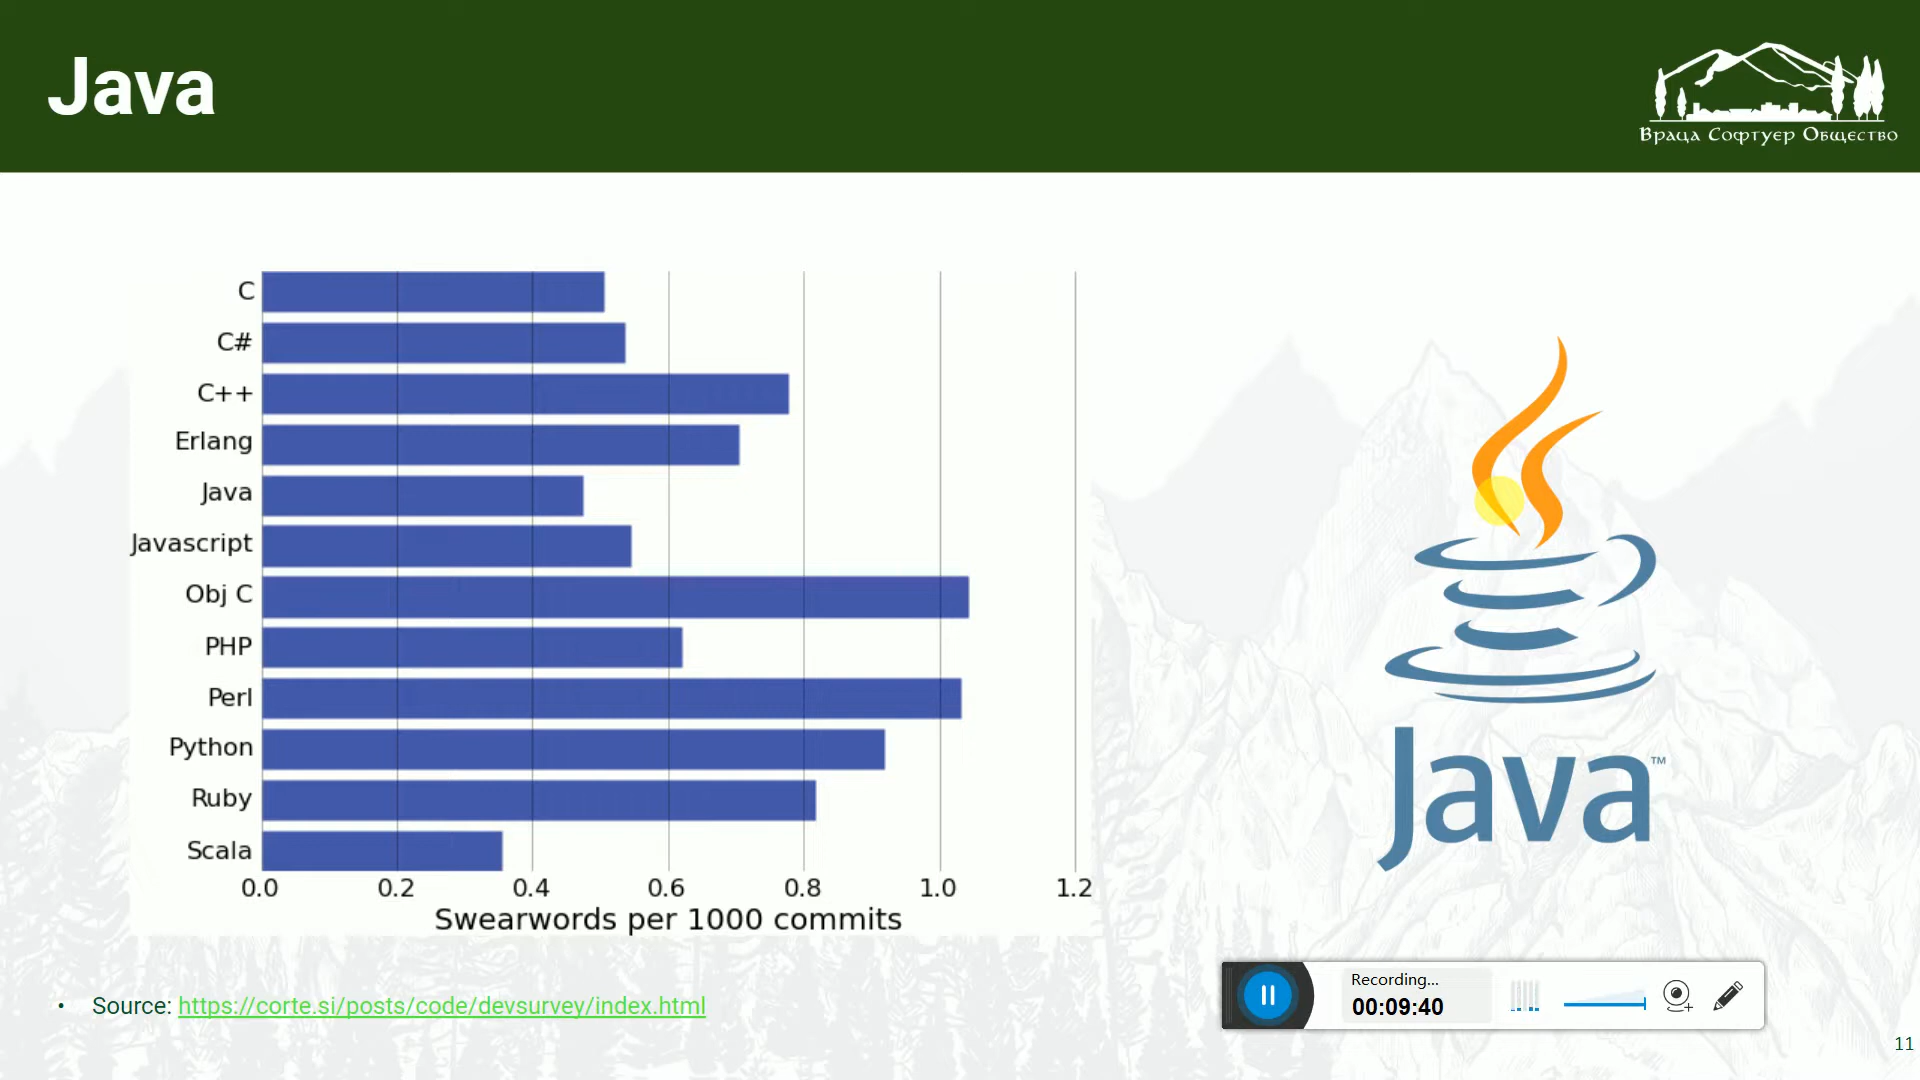 Java
Враца Софтуер Общество
C
C#
C++
Erlang
Java
Javascript
Obj C
PHP
Perl
Python
Ruby
Scala
0.0 0.2 0.4 0.6 0.8 1.0 1.2
Swearwords per 1000 commits
Java™
• Source: https://corte.si/posts/code/devsurvey/index.html
Recording...
00:09:40
11